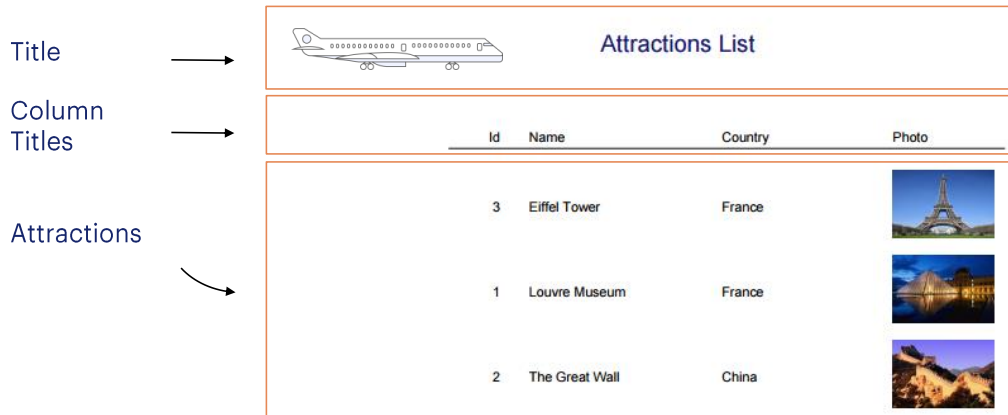 Title
Attractions List
Column
Titles
Id Name Country Photo
Attractions
3 Eiffel Tower France
1 Louvre Museum France
2 The Great Wall China